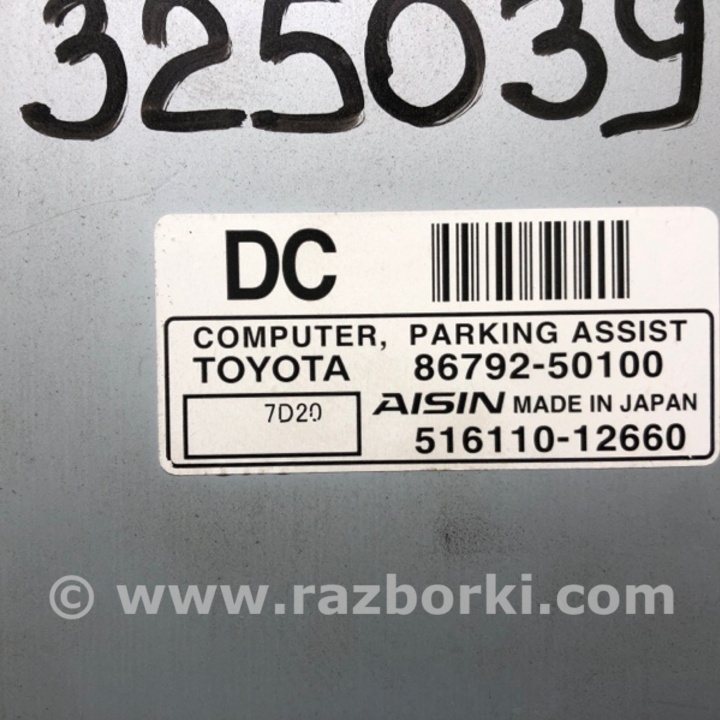 325039
DC
COMPUTER, PARKING ASSIST
TOYOTA 86792-50100
7D20 AISIN MADE IN JAPAN
516110-12660
© www.razborki.com